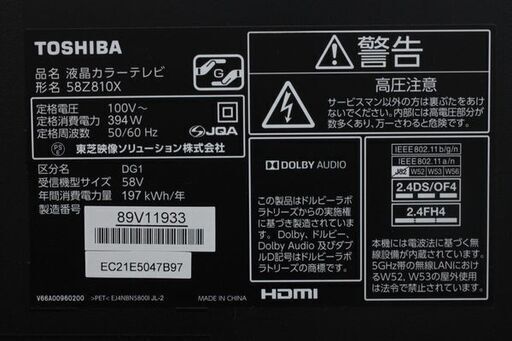 TOSHIBA
品名 液晶カラーテレビ
形名 58Z810X
定格電圧 100V～
定格消費電力 394 W
定格周波数 50/60 Hz
JQA
東芝映像ソリューション株式会社
区分名 DG1
受信機型サイズ 58V
年間消費電力量 197 kWh/年
製造番号
89V11933
EC21E5047B97
V66A00960200 >PET< EJ4NBN5800I JL-2 MADE IN CHINA
警告
高圧注意
サービスマン以外の方は裏ぶたをあけ
ないでください。内部には高電圧部分が
数多くあり、万一さわると危険です。
DOLBY AUDIO
この製品はドルビーラボ
ラトリーズからの実施権
に基づき製造されていま
す。Dolby、ドルビー、
Dolby Audio 及びダブ
ルD記号はドルビーラボ
ラトリーズの商標です。
HDMI
IEEE 802.11b/g/n
IEEE802.11a/n
W52 W53 W56
2.4DS/OF4
2.4FH4
本機には電波法に基づく無
線設備が内蔵されています。
5GHz帯の無線LANにおけ
るW52、W53の屋外使用
は法令で禁止されています。